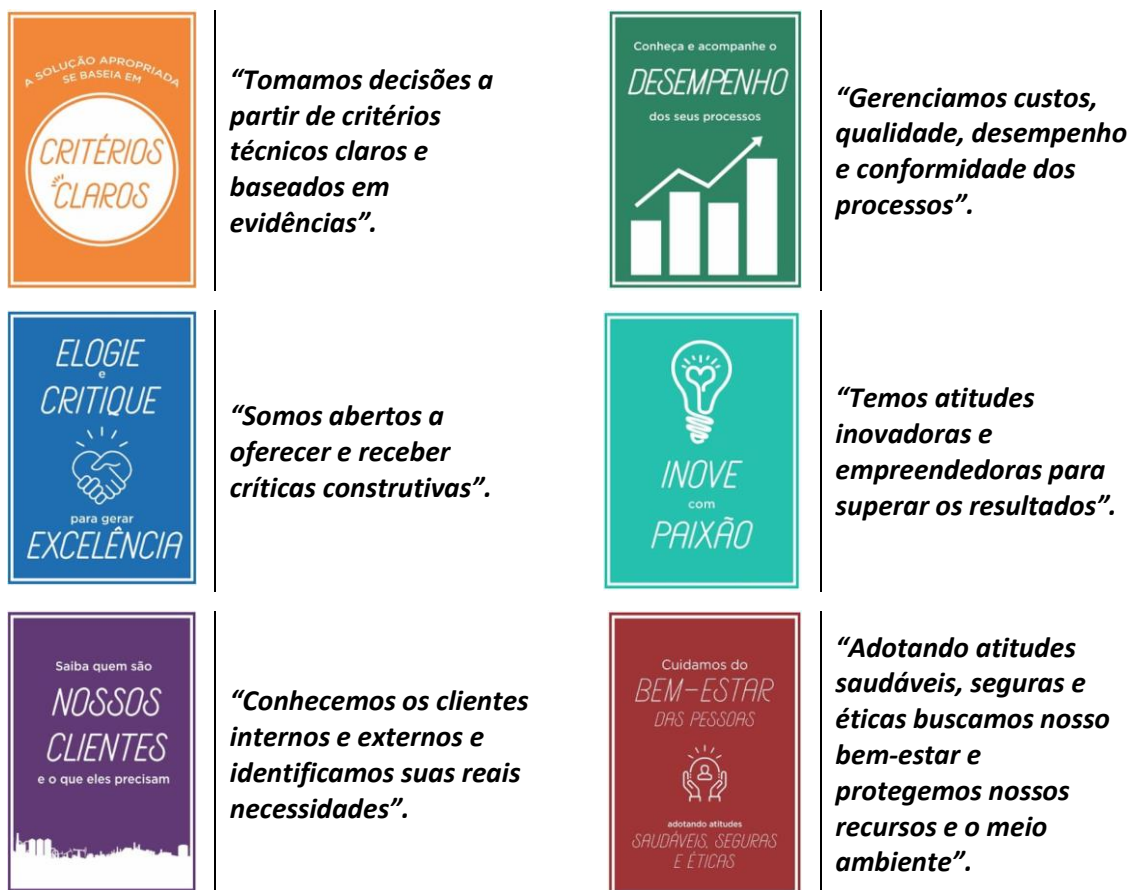 A SOLUÇÃO APROPRIADA
SE BASEIA EM
CRITÉRIOS
CLAROS
“Tomamos decisões a
partir de critérios
técnicos claros e
baseados em
evidências”.
Conheça e acompanhe o
DESEMPENHO
dos seus processos
“Gerenciamos custos,
qualidade, desempenho
e conformidade dos
processos”.
ELOGIE
e
CRITIQUE
para gerar
EXCELÊNCIA
“Somos abertos a
oferecer e receber
críticas construtivas”.
INOVE
com
PAIXÃO
“Temos atitudes
inovadoras e
empreendedoras para
superar os resultados”.
Saiba quem são
NOSSOS
CLIENTES
e o que eles precisam
“Conhecemos os clientes
internos e externos e
identificamos suas reais
necessidades”.
Cuidamos do
BEM-ESTAR
DAS PESSOAS
adotando atitudes
SAUDÁVEIS, SEGURAS
E ÉTICAS
“Adotando atitudes
saudáveis, seguras e
éticas buscamos nosso
bem-estar e
protegemos nossos
recursos e o meio
ambiente”.